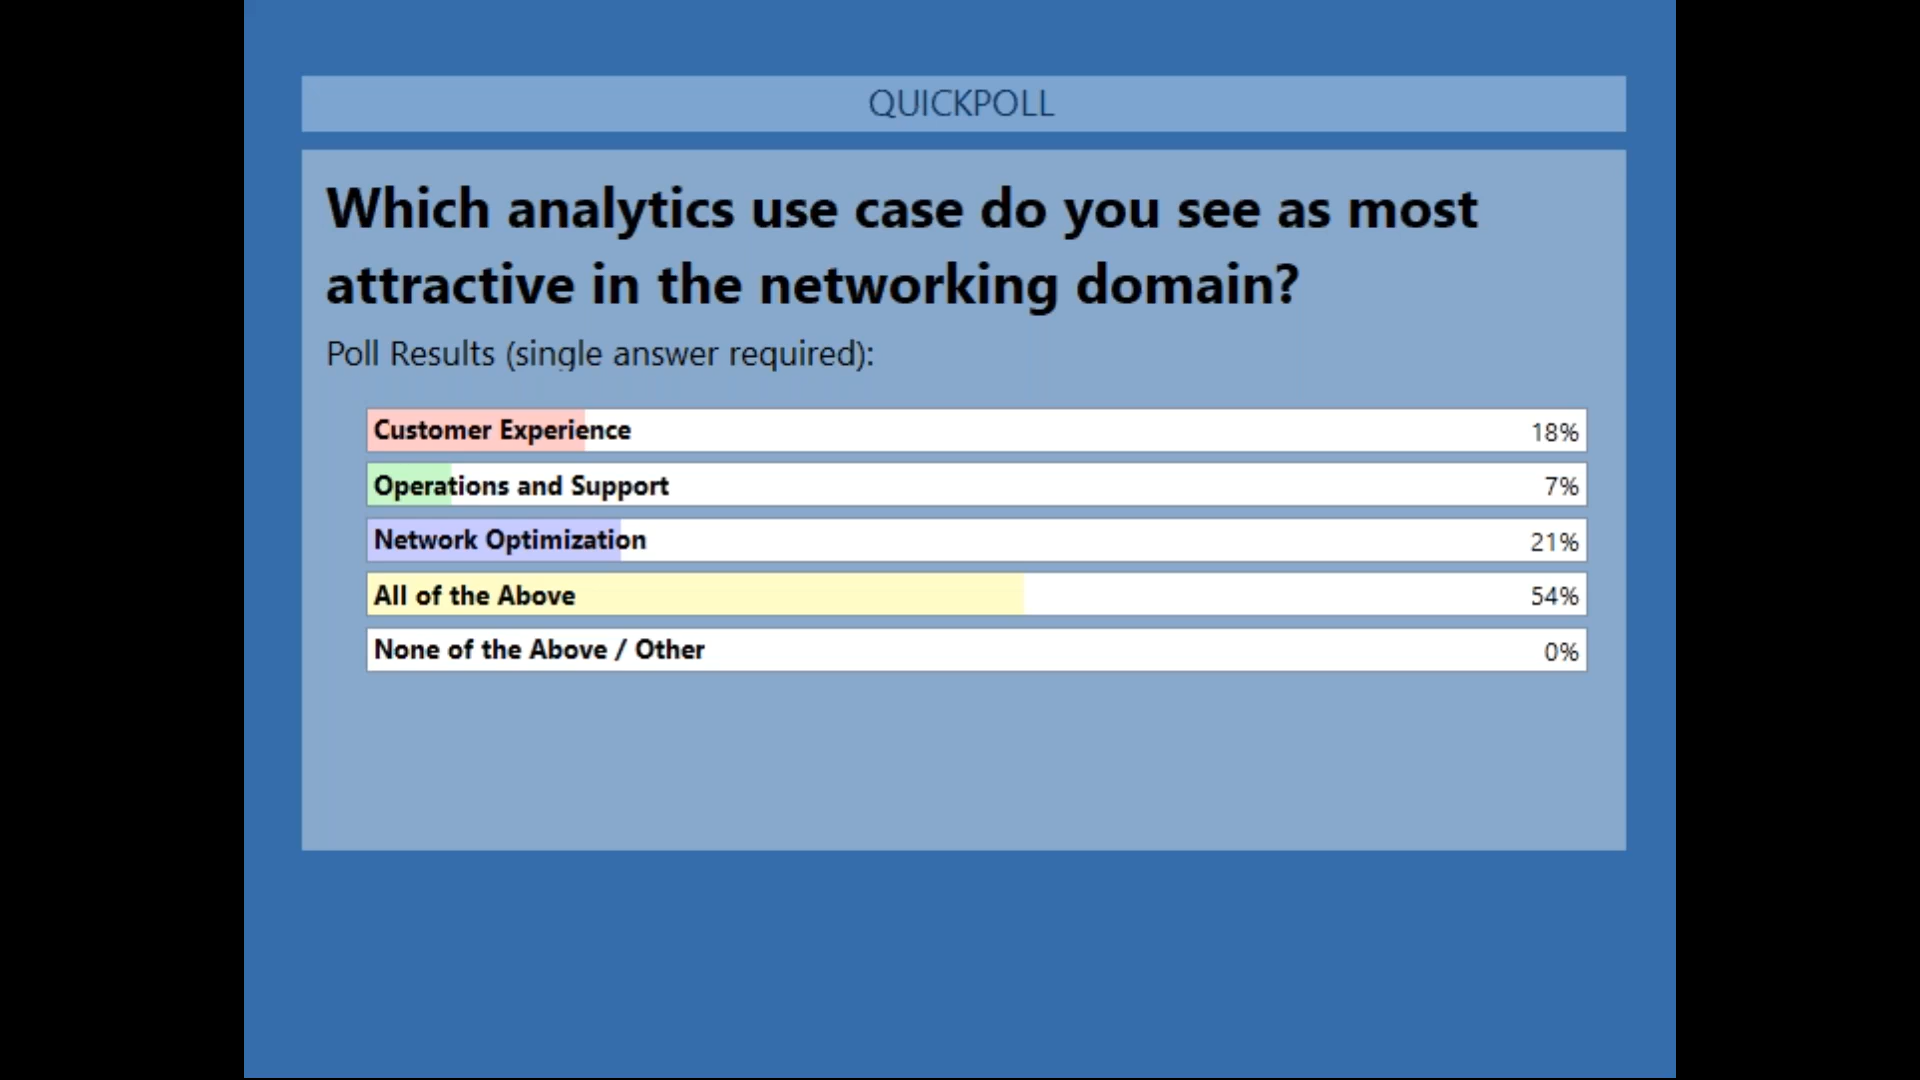 QUICKPOLL
Which analytics use case do you see as most
attractive in the networking domain?
Poll Results (single answer required):
Customer Experience 18%
Operations and Support 7%
Network Optimization 21%
All of the Above 54%
None of the Above / Other 0%